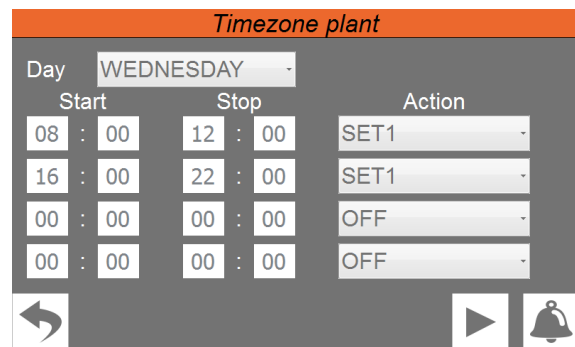 Timezone plant
Day WEDNESDAY
Start Stop Action
08 : 00 12 : 00 SET1
16 : 00 22 : 00 SET1
00 : 00 00 : 00 OFF
00 : 00 00 : 00 OFF